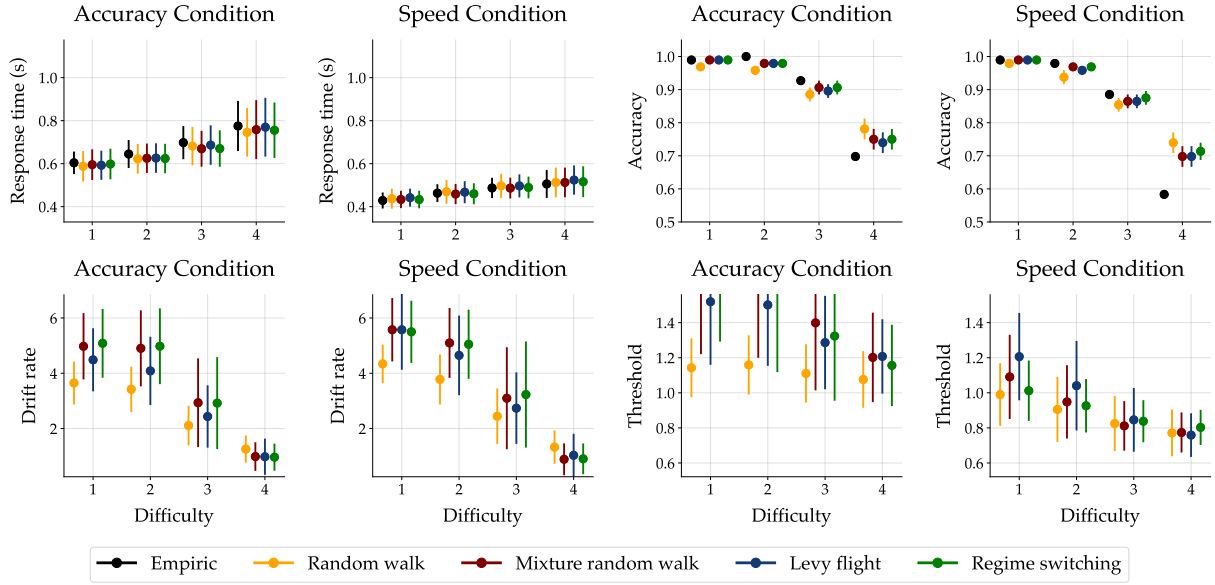 Accuracy Condition
Speed Condition
Accuracy Condition
Speed Condition
Response time (s)
1.0
0.8
0.6
0.4
1 2 3 4
Response time (s)
1.0
0.8
0.6
0.4
1 2 3 4
Accuracy
1.0
0.9
0.8
0.7
0.6
0.5
1 2 3 4
Accuracy
1.0
0.9
0.8
0.7
0.6
0.5
1 2 3 4
Accuracy Condition
Speed Condition
Accuracy Condition
Speed Condition
Drift rate
6
4
2
1 2 3 4
Difficulty
Drift rate
6
4
2
1 2 3 4
Difficulty
Threshold
1.4
1.2
1.0
0.8
0.6
1 2 3 4
Difficulty
Threshold
1.4
1.2
1.0
0.8
0.6
1 2 3 4
Difficulty
Empiric
Random walk
Mixture random walk
Levy flight
Regime switching